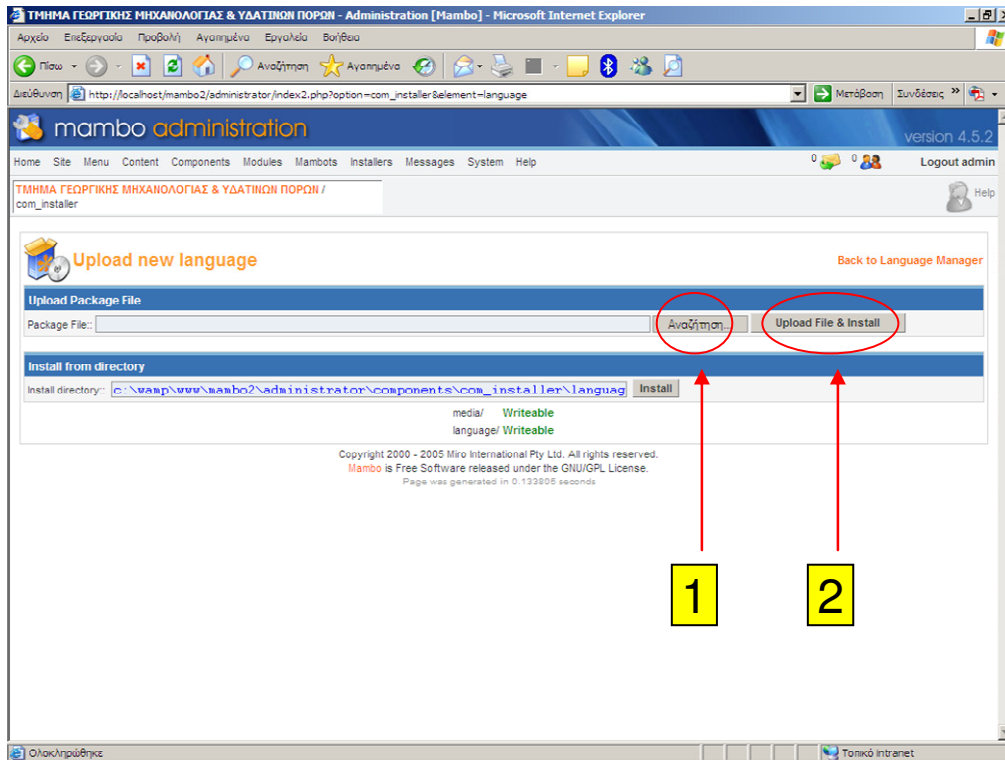 ΤΜΗΜΑ ΓΕΩΡΓΙΚΗΣ ΜΗΧΑΝΟΛΟΓΙΑΣ & ΥΔΑΤΙΝΩΝ ΠΟΡΩΝ - Administration [Mambo] - Microsoft Internet Explorer
Αρχείο Επεξεργασία Προβολή Αγαπημένα Εργαλεία Βοήθεια
Πίσω Αναζήτηση Αγαπημένα
Διεύθυνση http://localhost/mambo2/administrator/index2.php?option=com_installer&element=language Μετάβαση Συνδέσεις »
mambo administration
version 4.5.2
Home Site Menu Content Components Modules Mambots Installers Messages System Help 0 0 Logout admin
ΤΜΗΜΑ ΓΕΩΡΓΙΚΗΣ ΜΗΧΑΝΟΛΟΓΙΑΣ & ΥΔΑΤΙΝΩΝ ΠΟΡΩΝ /
com_installer
Help
Upload new language Back to Language Manager
Upload Package File
Package File:: Αναζήτηση... Upload File & Install
Install from directory
Install directory:: c:\wamp\www\mambo2\administrator\components\com_installer\languag Install
media/ Writeable
language/ Writeable
Copyright 2000 - 2005 Miro International Pty Ltd. All rights reserved.
Mambo is Free Software released under the GNU/GPL License.
Page was generated in 0.133805 seconds
1 2
Ολοκληρώθηκε Τοπικό intranet